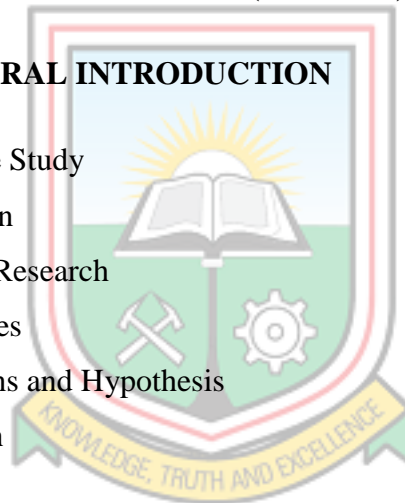 RAL INTRODUCTION
Study
n
Research
es
ns and Hypothesis
n
KNOWLEDGE, TRUTH AND EXCELLENCE